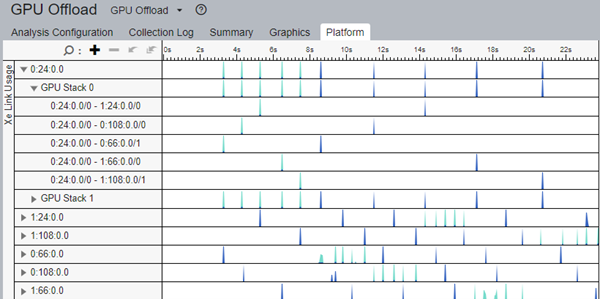 GPU Offload GPU Offload
Analysis Configuration Collection Log Summary Graphics Platform
0s 2s 4s 6s 8s 10s 12s 14s 16s 18s 20s 22s
Xe Link Usage
0:24:0.0
GPU Stack 0
0:24:0.0/0 - 1:24:0.0/0
0:24:0.0/0 - 0:108:0.0/0
0:24:0.0/0 - 0:66:0.0/1
0:24:0.0/0 - 1:66:0.0/0
0:24:0.0/0 - 1:108:0.0/1
GPU Stack 1
1:24:0.0
1:108:0.0
0:66:0.0
0:108:0.0
1:66:0.0